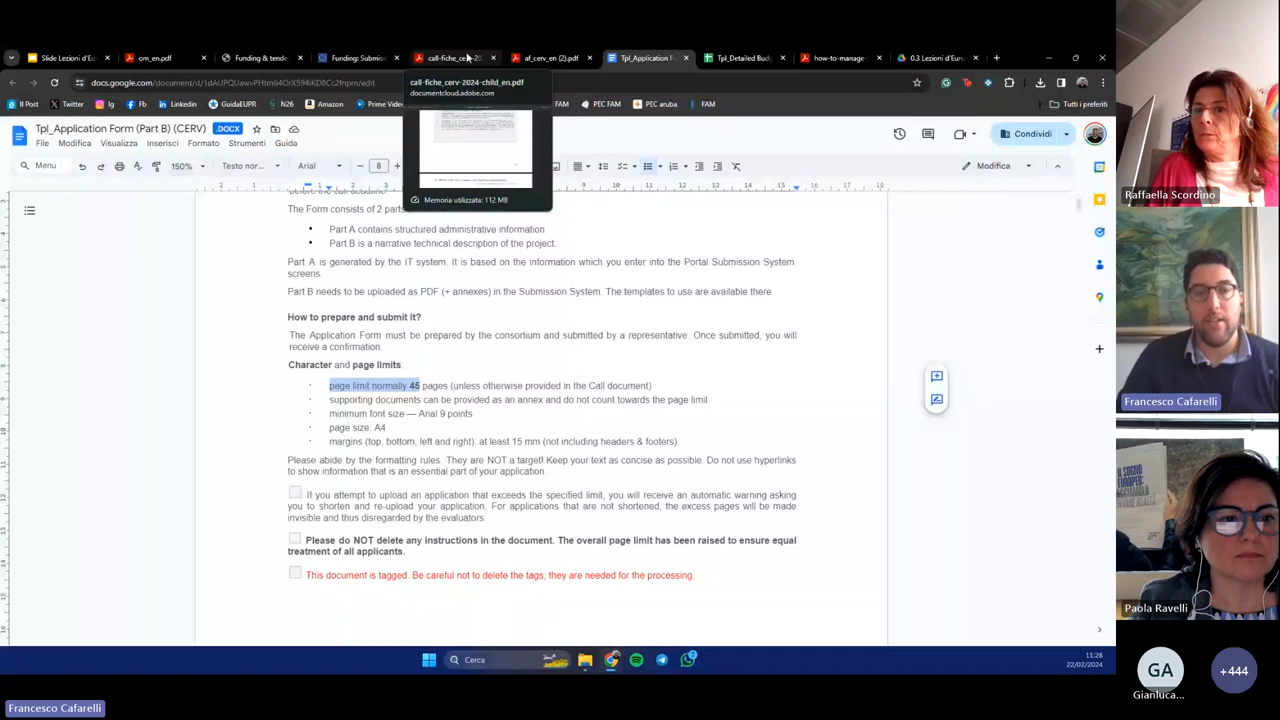 Slide Lezioni d'Eu
om_en.pdf
Funding & tende
Funding: Submis
call-fiche_ce
af_cerv_en (2).pdf
Tpl_Application F
Tpl_Detailed Bud
how-to-manage-
0.3 Lezioni d'Euro
call-fiche_cerv-2024-child_en.pdf
documentcloud.adobe.com
Memoria utilizzata: 112 MB
Il Post
Twitter
Ig
Fb
Linkedin
GuidaEUPR
N26
Amazon
Prime Video
FAM
PEC FAM
PEC aruba
FAM
Tutti i preferiti
Tpl_Application Form (Part B) (CERV)
.DOCX
File Modifica Visualizza Inserisci Formato Strumenti Guida
Condividi
Menu
150%
Testo nor...
Arial
8
Modifica
The Form consists of 2 parts
• Part A contains structured administrative information
• Part B is a narrative technical description of the project.
Part A is generated by the IT system. It is based on the information which you enter into the Portal Submission System
screens.
Part B needs to be uploaded as PDF (+ annexes) in the Submission System. The templates to use are available there
How to prepare and submit it?
The Application Form must be prepared by the consortium and submitted by a representative. Once submitted, you will
receive a confirmation.
Character and page limits:
· page limit normally 45 pages (unless otherwise provided in the Call document)
· supporting documents can be provided as an annex and do not count towards the page limit
· minimum font size — Arial 9 points
· page size: A4
· margins (top, bottom, left and right): at least 15 mm (not including headers & footers).
Please abide by the formatting rules. They are NOT a target! Keep your text as concise as possible. Do not use hyperlinks
to show information that is an essential part of your application.
If you attempt to upload an application that exceeds the specified limit, you will receive an automatic warning asking
you to shorten and re-upload your application. For applications that are not shortened, the excess pages will be made
invisible and thus disregarded by the evaluators.
Please do NOT delete any instructions in the document. The overall page limit has been raised to ensure equal
treatment of all applicants.
This document is tagged. Be careful not to delete the tags; they are needed for the processing.
Cerca
11:28
22/02/2024
Francesco Cafarelli
Raffaella Scordino
Francesco Cafarelli
IL SOGNO
EUROPEO:
Paola Ravelli
GA
Gianluca...
+444